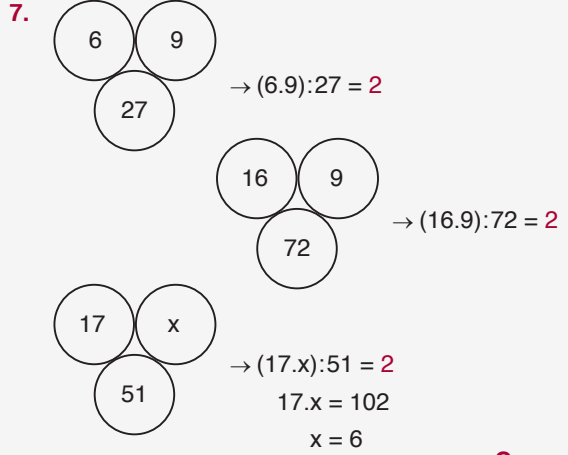 7.
6 9
27
→ (6.9):27 = 2
16 9
72
→ (16.9):72 = 2
17 x
51
→ (17.x):51 = 2
17.x = 102
x = 6